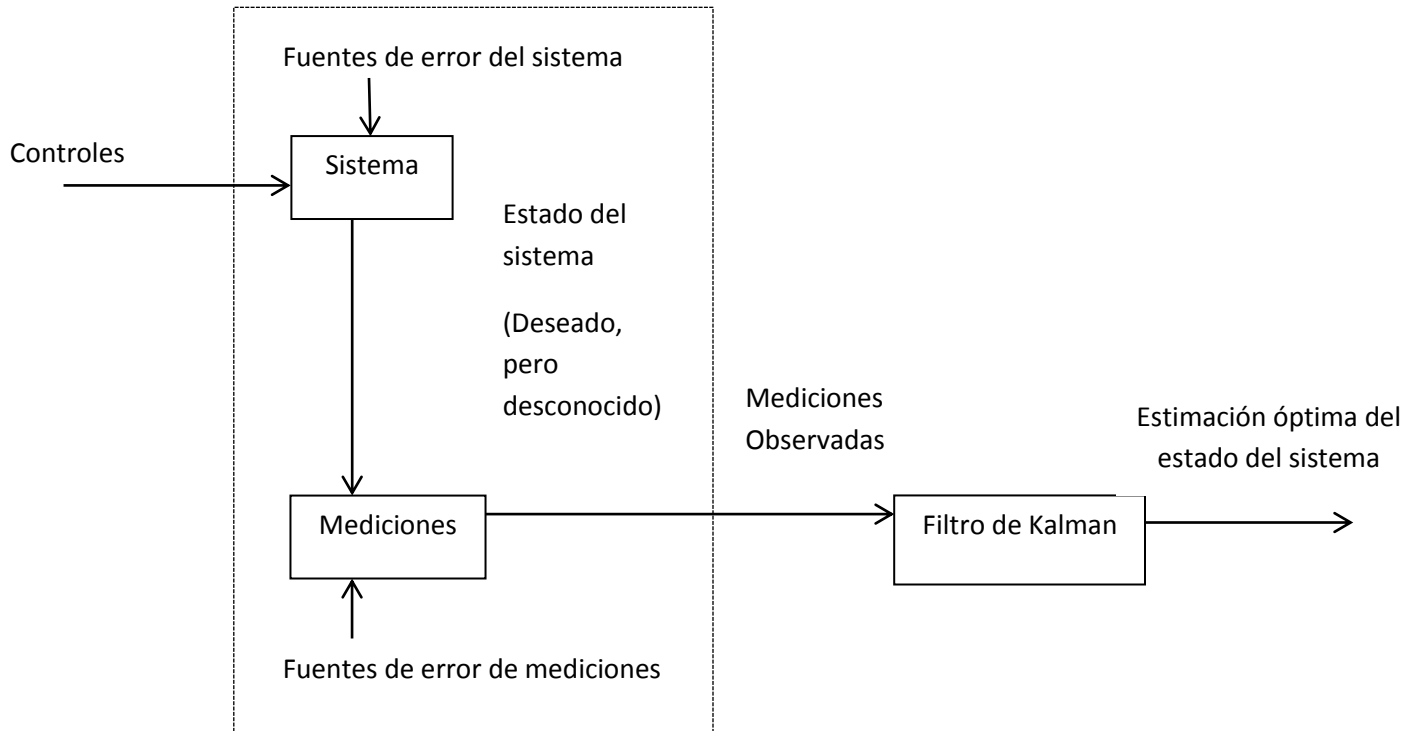 Fuentes de error del sistema
Controles
Sistema
Estado del
sistema
(Deseado,
pero
desconocido)
Mediciones
Observadas
Estimación óptima del
estado del sistema
Mediciones
Filtro de Kalman
Fuentes de error de mediciones